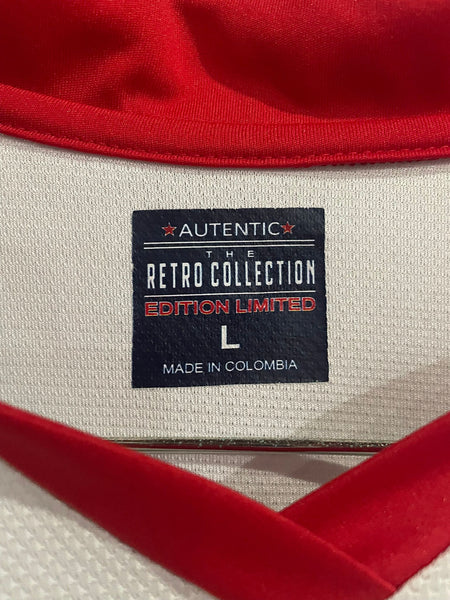 AUTENTIC
THE
RETRO COLLECTION
EDITION LIMITED
L
MADE IN COLOMBIA